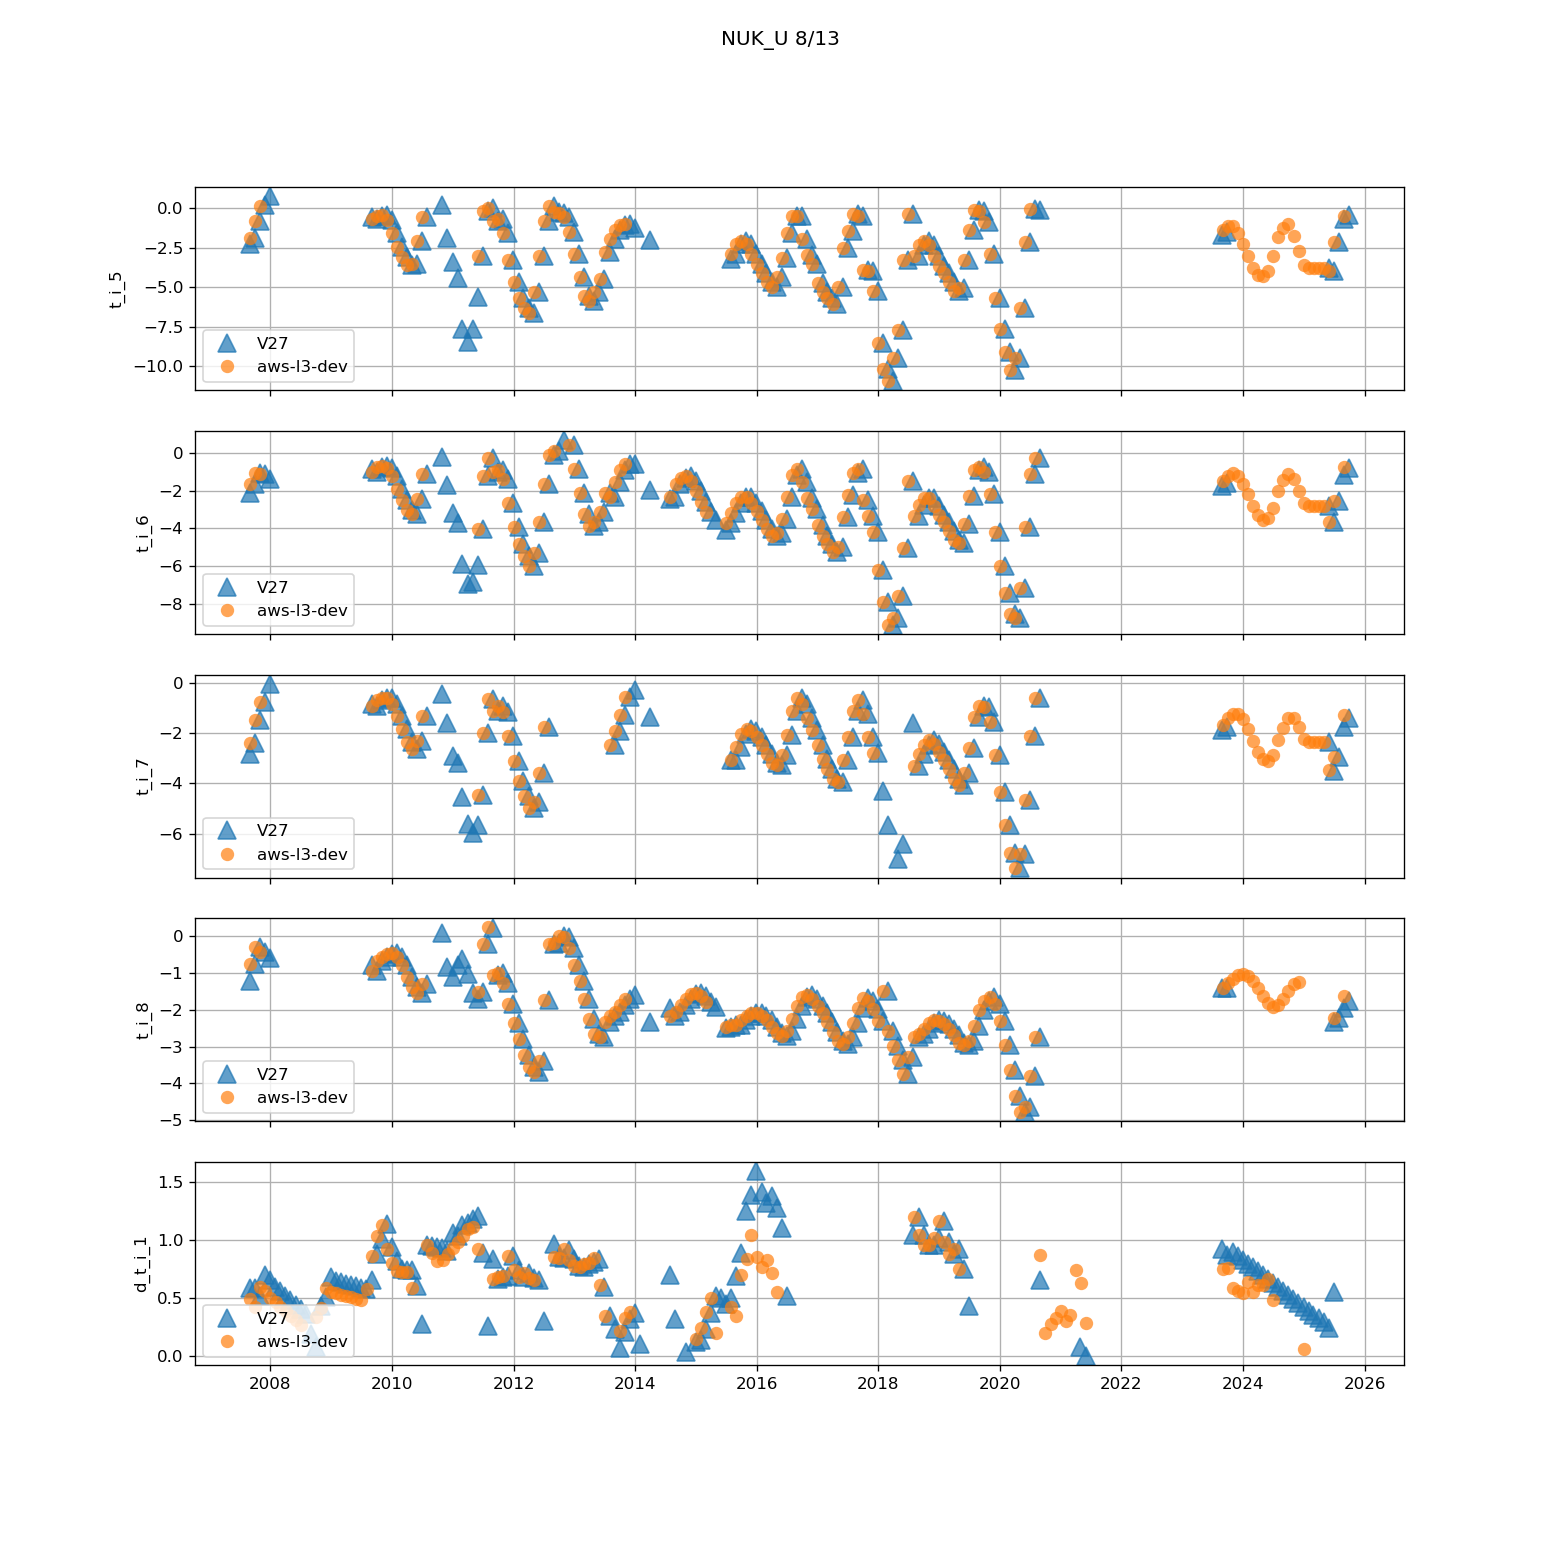 NUK_U 8/13
t_i_5
0.0
−2.5
−5.0
−7.5
−10.0
V27
aws-l3-dev
t_i_6
0
−2
−4
−6
−8
V27
aws-l3-dev
t_i_7
0
−2
−4
−6
V27
aws-l3-dev
t_i_8
0
−1
−2
−3
−4
−5
V27
aws-l3-dev
d_t_i_1
1.5
1.0
0.5
0.0
V27
aws-l3-dev
2008 2010 2012 2014 2016 2018 2020 2022 2024 2026